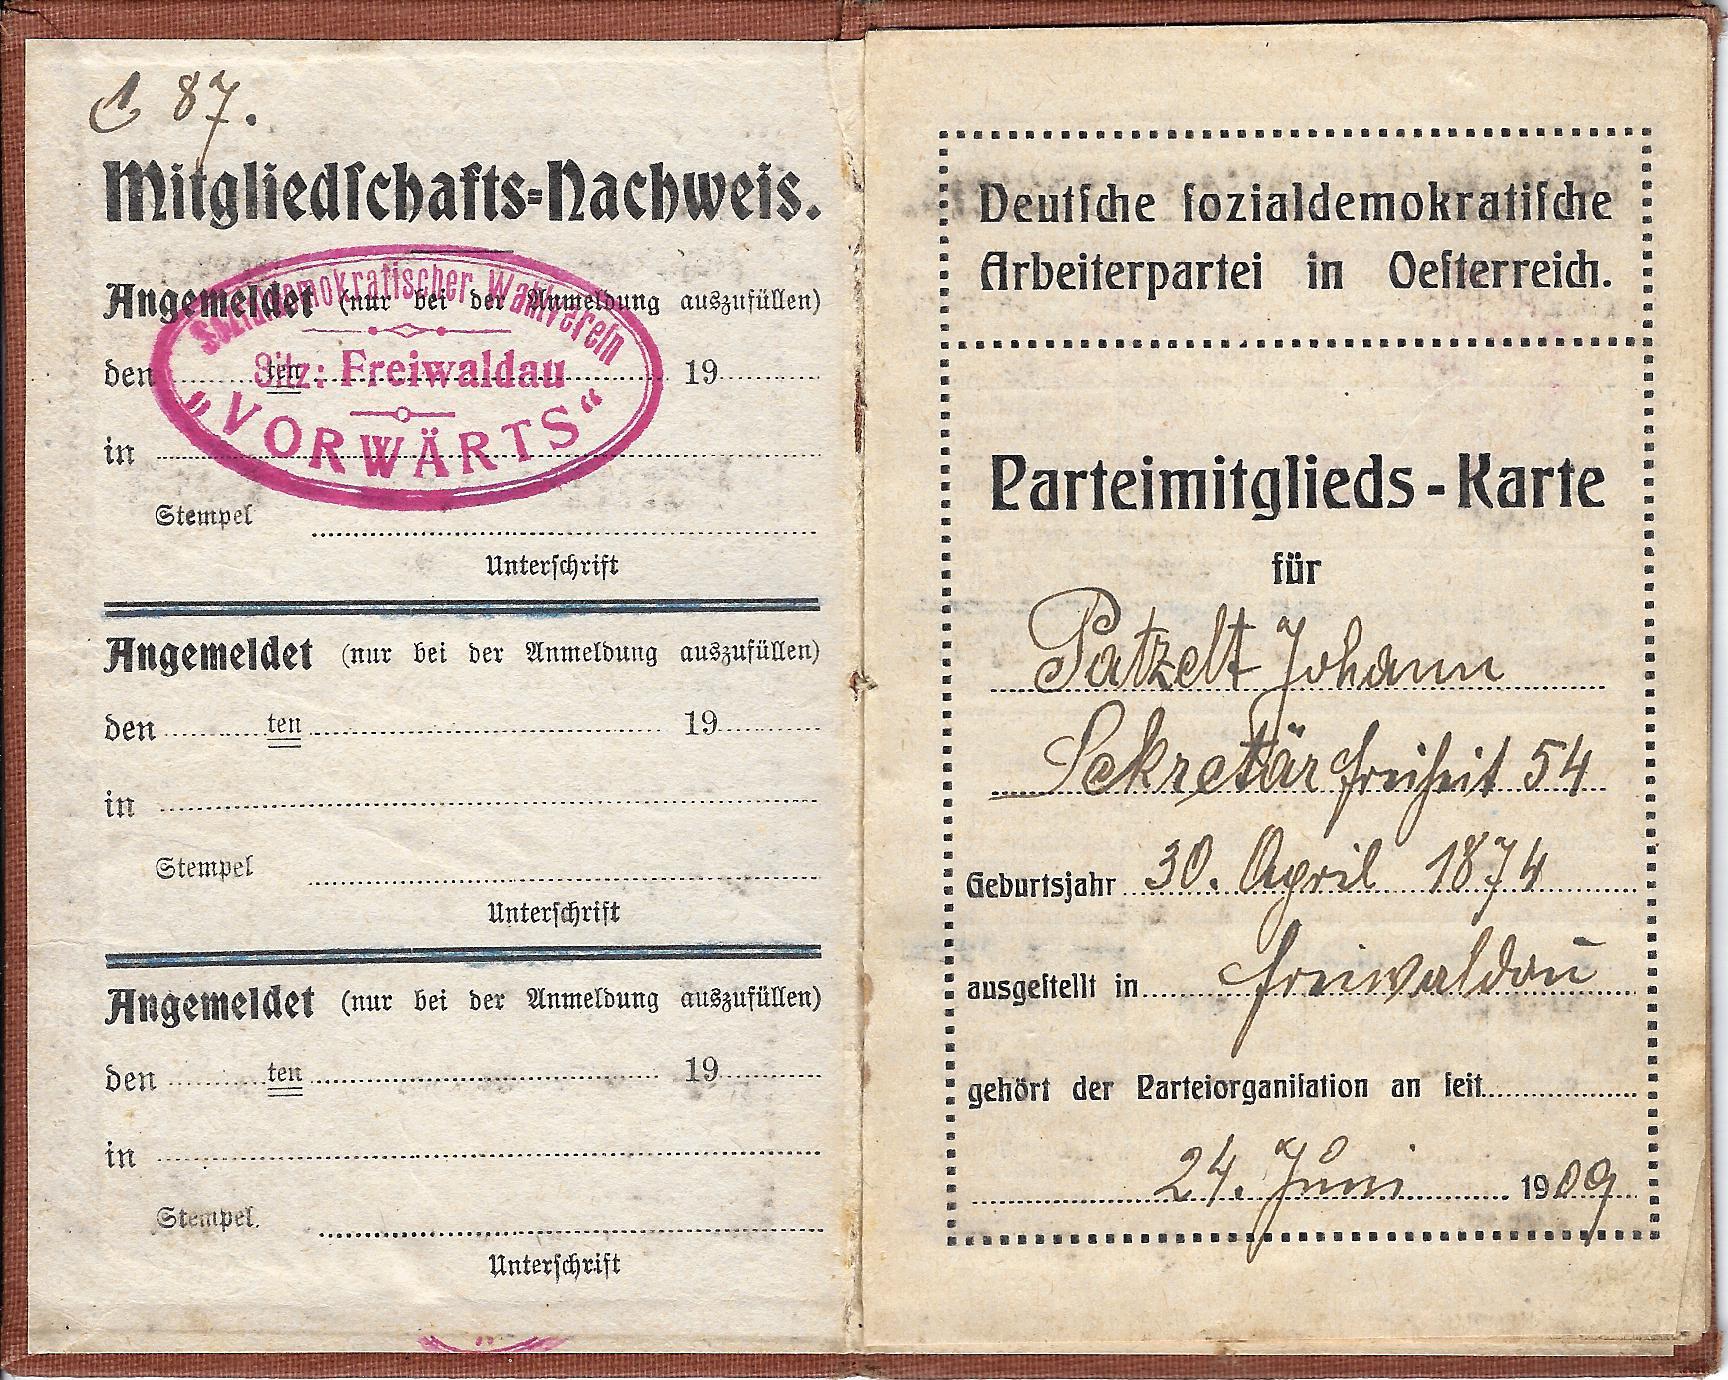 C 87.
Mitgliedſchafts-Nachweis.
Angemeldet (nur bei der Anmeldung auszufüllen)
Sozialdemokratischer Wahlverein
den ten 19
Sitz: Freiwaldau
„VORWÄRTS“
in
Stempel
Unterſchrift
Angemeldet (nur bei der Anmeldung auszufüllen)
den ten 19
in
Stempel
Unterſchrift
Angemeldet (nur bei der Anmeldung auszufüllen)
den ten 19
in
Stempel.
Unterſchrift
Deutſche ſozialdemokratiſche
Arbeiterpartei in Oeſterreich.
Parteimitglieds-Karte
für
Patzelt Johann
Sekretär Freiheit 54
Geburtsjahr 30. April 1874
ausgeſtellt in Freiwaldau
gehört der Parteiorganiſation an ſeit
24. Juni 1909